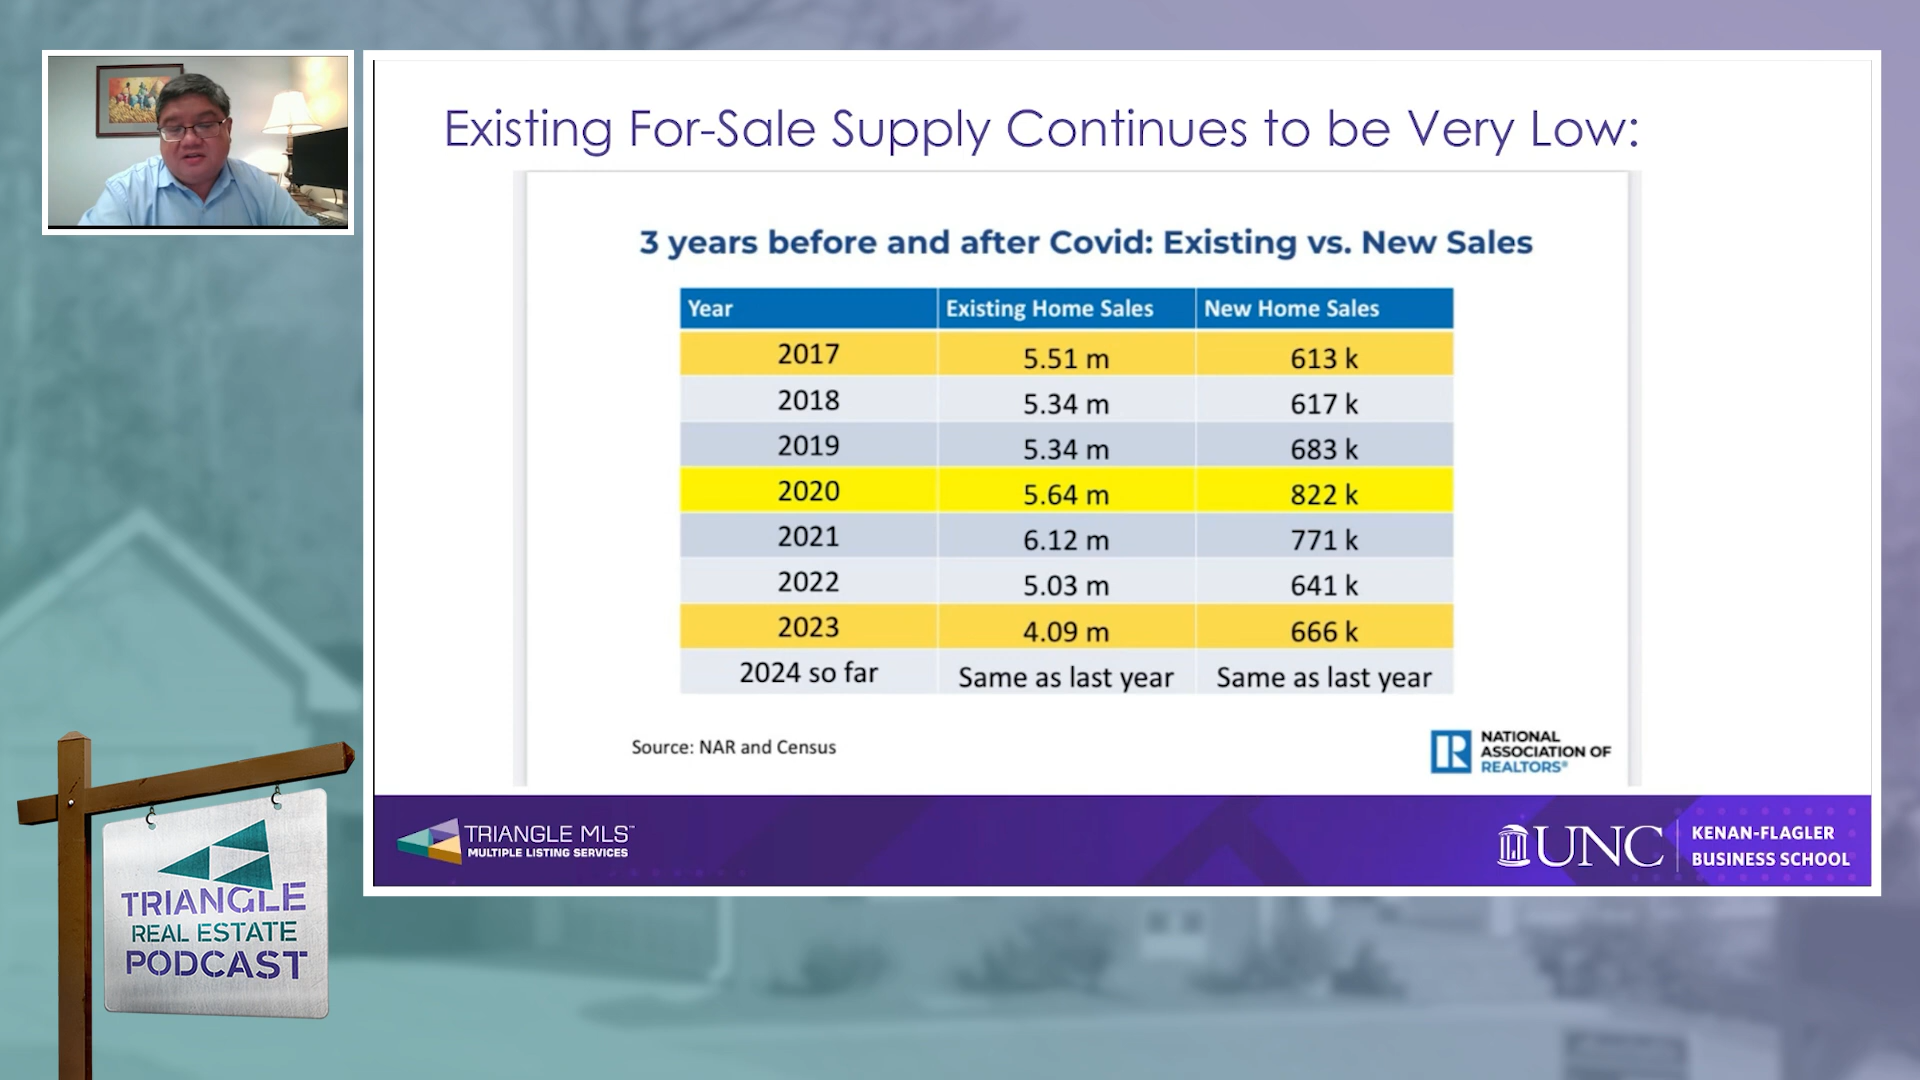 Existing For-Sale Supply Continues to be Very Low:
3 years before and after Covid: Existing vs. New Sales
Year Existing Home Sales New Home Sales
2017 5.51 m 613 k
2018 5.34 m 617 k
2019 5.34 m 683 k
2020 5.64 m 822 k
2021 6.12 m 771 k
2022 5.03 m 641 k
2023 4.09 m 666 k
2024 so far Same as last year Same as last year
Source: NAR and Census
NATIONAL
ASSOCIATION OF
REALTORS®
TRIANGLE MLS™
MULTIPLE LISTING SERVICES
UNC
KENAN-FLAGLER
BUSINESS SCHOOL
TRIANGLE
REAL ESTATE
PODCAST